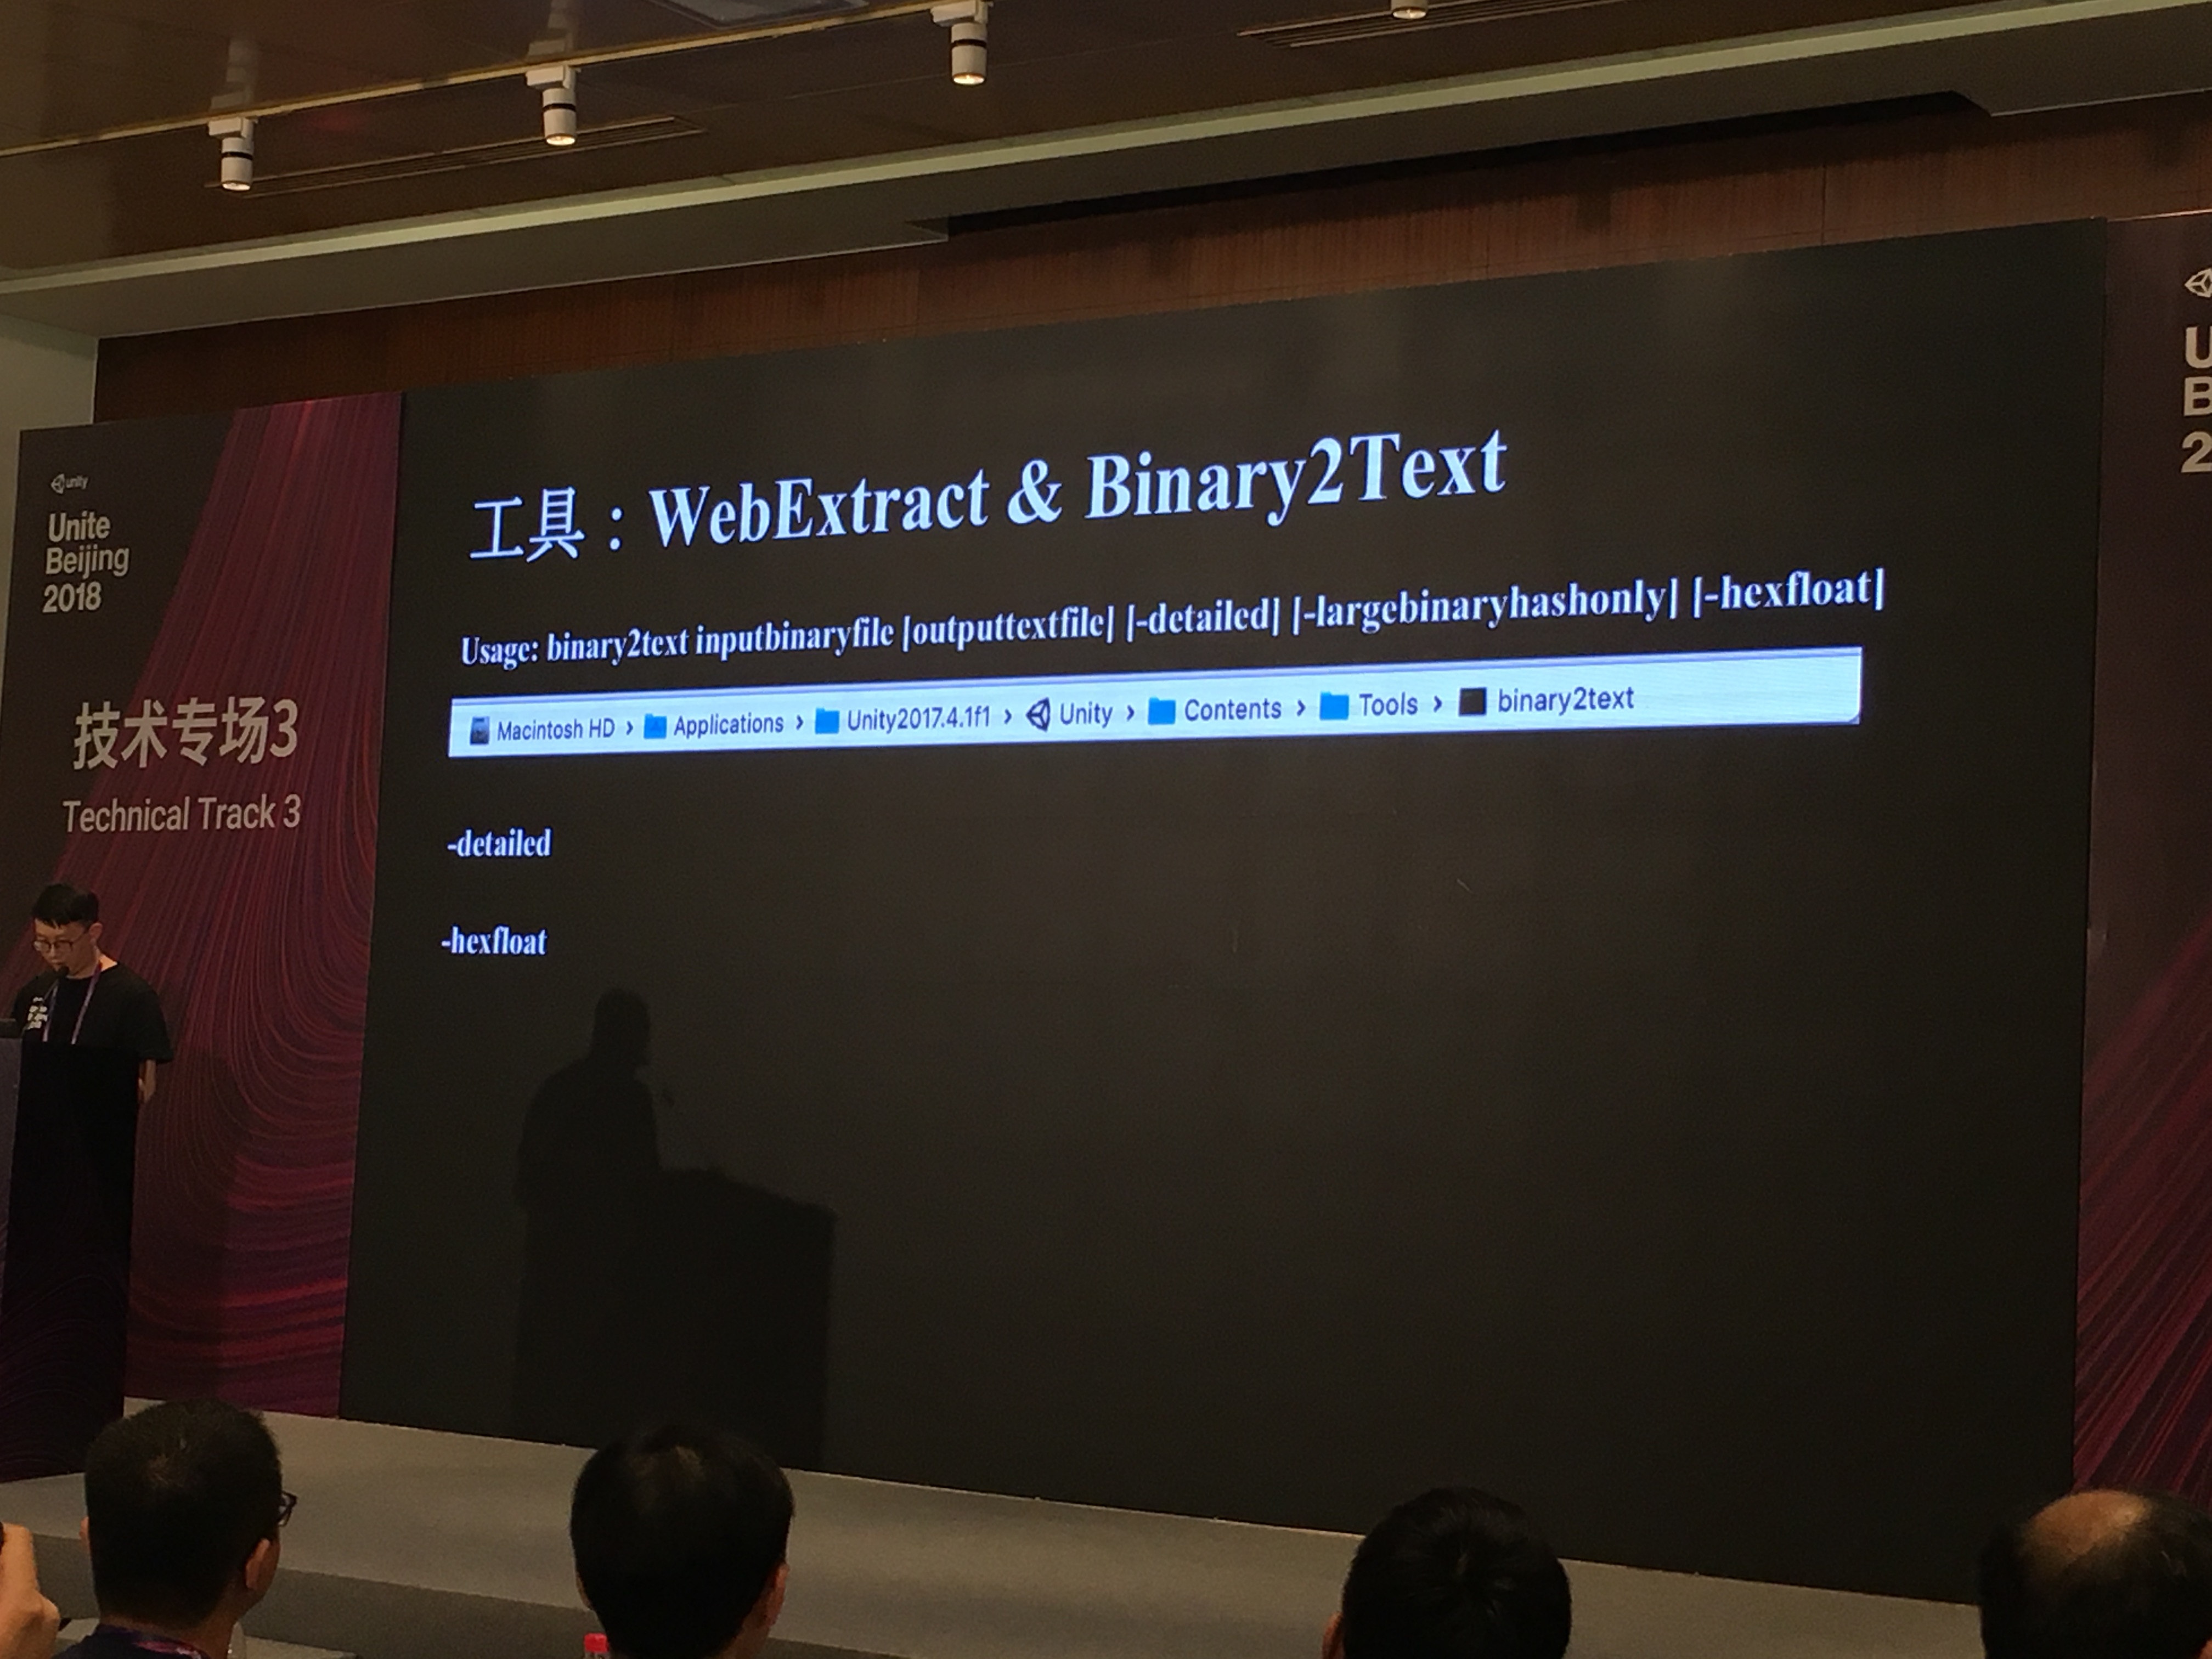 unity
Unite
Beijing
2018
技术专场3
Technical Track 3
工具：WebExtract & Binary2Text
Usage: binary2text inputbinaryfile [outputtextfile] [-detailed] [-largebinaryhashonly] [-hexfloat]
Macintosh HD › Applications › Unity2017.4.1f1 › Unity › Contents › Tools › binary2text
-detailed
-hexfloat
U
B
2